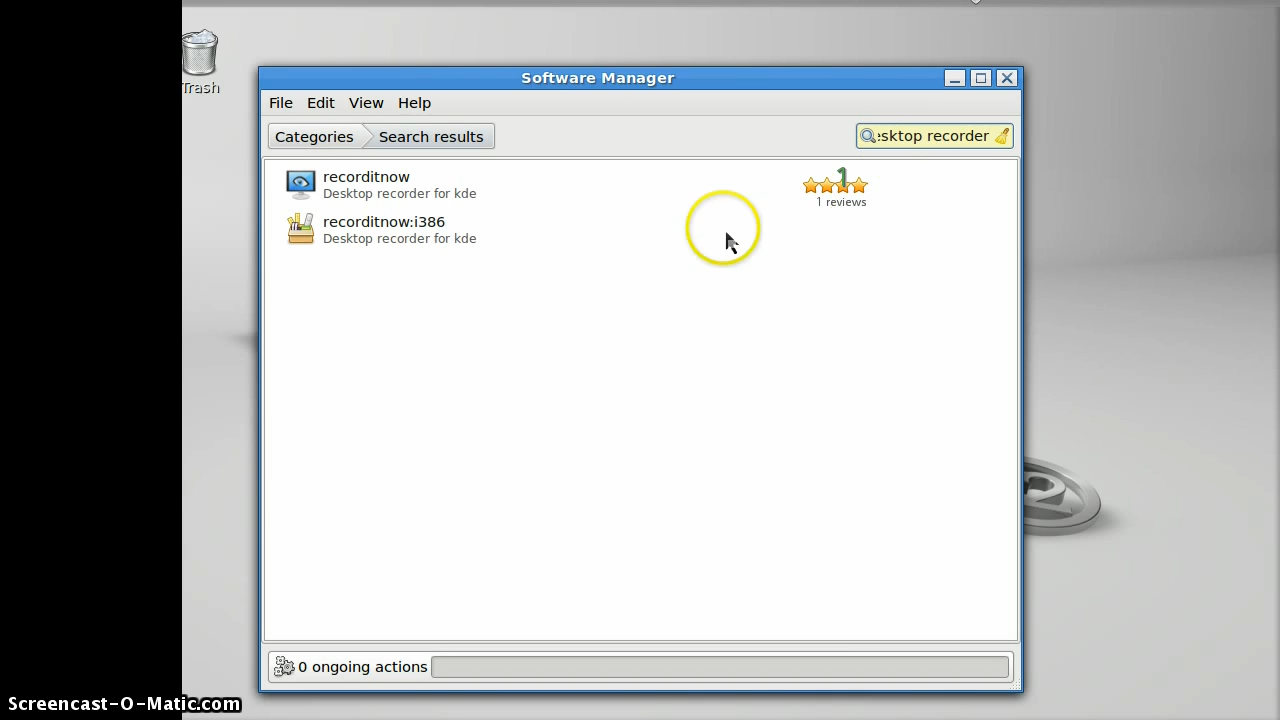 Trash
Software Manager
File Edit View Help
Categories Search results
sktop recorder
recorditnow
Desktop recorder for kde
1
1 reviews
recorditnow:i386
Desktop recorder for kde
0 ongoing actions
Screencast-O-Matic.com